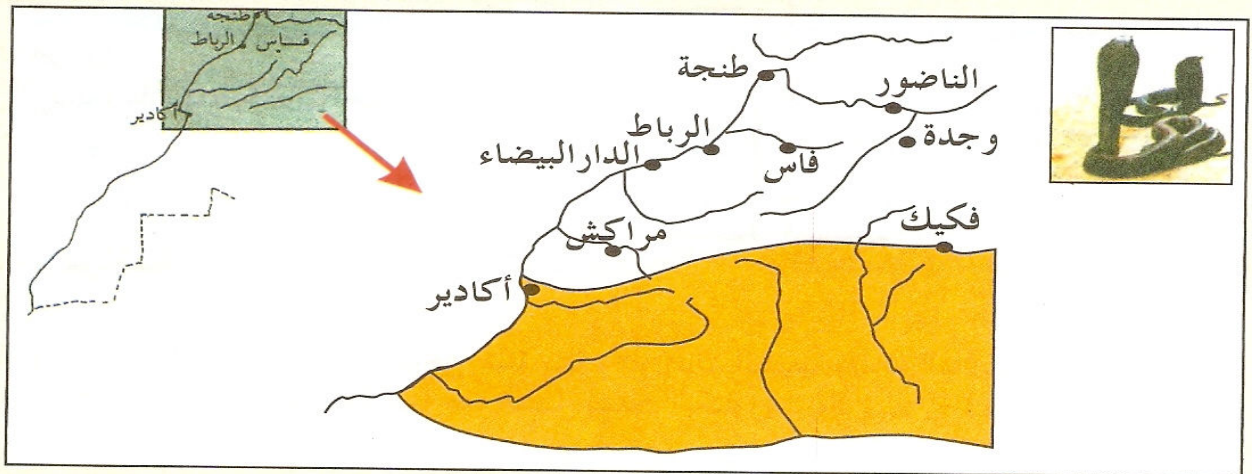 طنجة
فاس
الرباط
أكادير
طنجة
الناضور
وجدة
الرباط
فاس
الدار البيضاء
مراكش
فكيك
أكادير